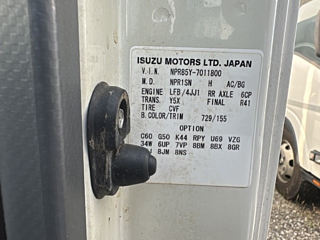 ISUZU MOTORS LTD. JAPAN
V.I.N. NPR85Y-7011800
M.D. NPR1SN H AC/BG
ENGINE LFB/4JJ1 RR AXLE 6CP
TRANS. Y5X FINAL R41
TIRE CVF
B.COLOR/TRIM 729/155
OPTION
C60 G50 K44 RPY U69 VZG
34W 6UP 7VP 8BM 8BX 8GR
8JM 8NS